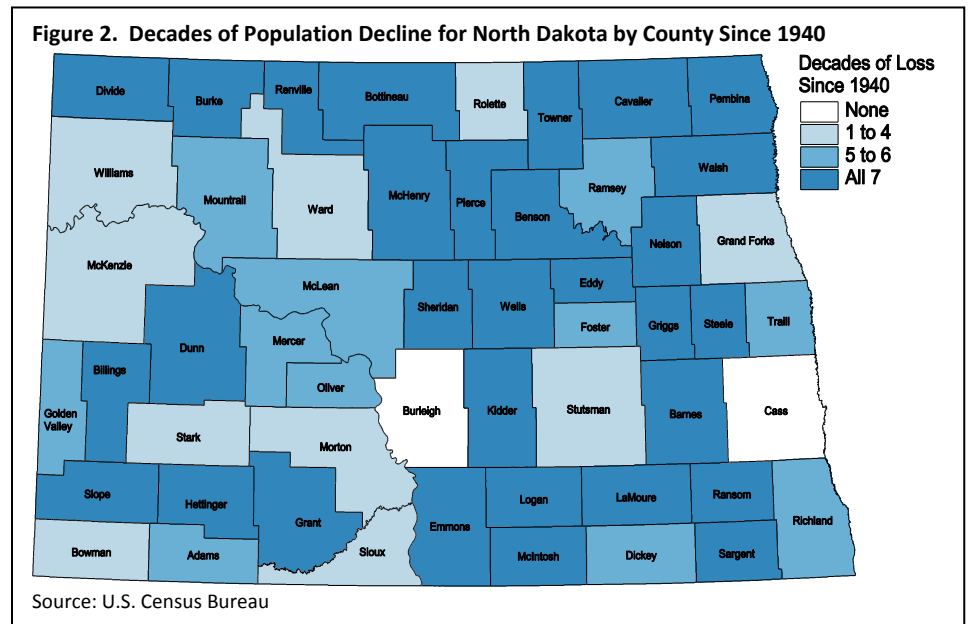 Figure 2. Decades of Population Decline for North Dakota by County Since 1940
Decades of Loss
Since 1940
None
1 to 4
5 to 6
All 7
Divide
Burke
Renville
Bottineau
Rolette
Towner
Cavalier
Pembina
Williams
Mountrail
Ward
McHenry
Pierce
Benson
Ramsey
Walsh
Nelson
Grand Forks
McKenzie
McLean
Sheridan
Wells
Eddy
Foster
Griggs
Steele
Traill
Dunn
Mercer
Oliver
Billings
Golden
Valley
Stark
Morton
Burleigh
Kidder
Stutsman
Barnes
Cass
Slope
Hettinger
Grant
Emmons
Logan
LaMoure
Ransom
Richland
Bowman
Adams
Sioux
McIntosh
Dickey
Sargent
Source: U.S. Census Bureau